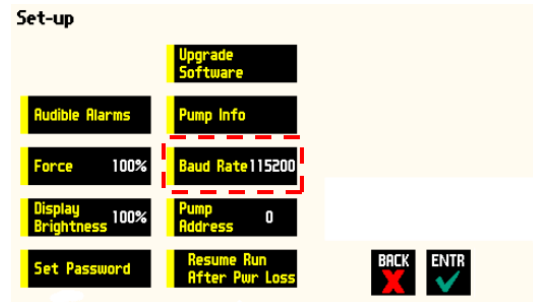 Set-up
Upgrade
Software
Audible Alarms
Pump Info
Force 100%
Baud Rate 115200
Display
Brightness 100%
Pump
Address 0
Set Password
Resume Run
After Pwr Loss
BACK
ENTR